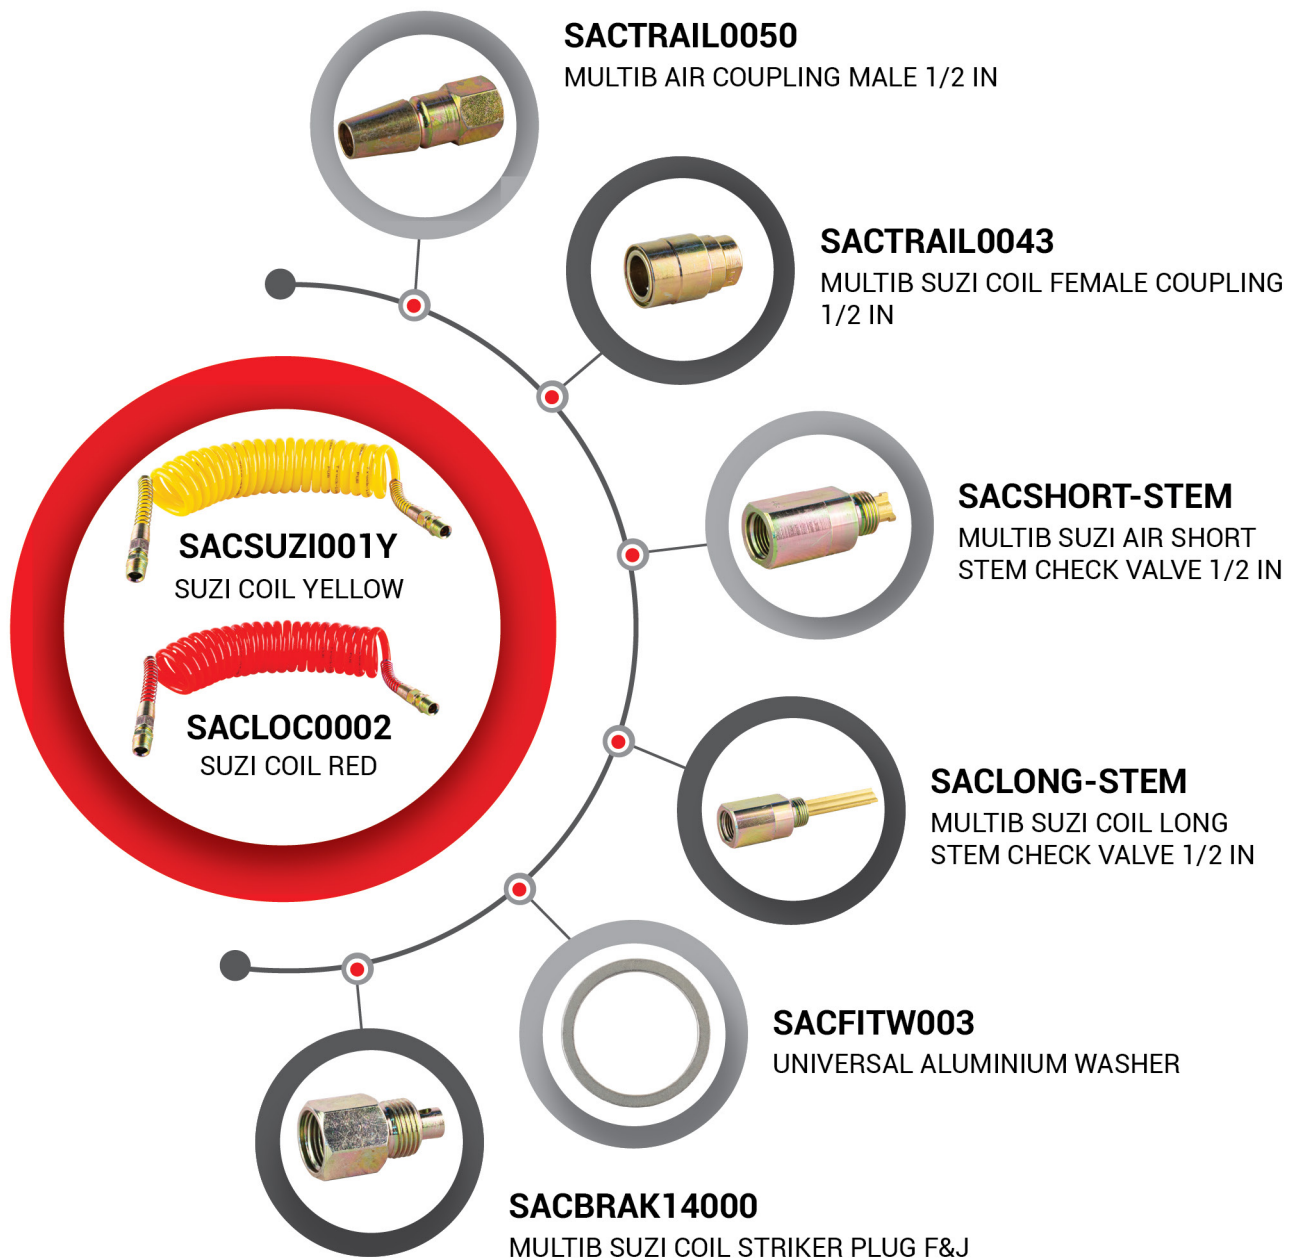 SACTRAIL0050
MULTIB AIR COUPLING MALE 1/2 IN
SACTRAIL0043
MULTIB SUZI COIL FEMALE COUPLING
1/2 IN
SACSHORT-STEM
MULTIB SUZI AIR SHORT
STEM CHECK VALVE 1/2 IN
SACSUZI001Y
SUZI COIL YELLOW
SACLOC0002
SUZI COIL RED
SACLONG-STEM
MULTIB SUZI COIL LONG
STEM CHECK VALVE 1/2 IN
SACFITW003
UNIVERSAL ALUMINIUM WASHER
SACBRAK14000
MULTIB SUZI COIL STRIKER PLUG F&J